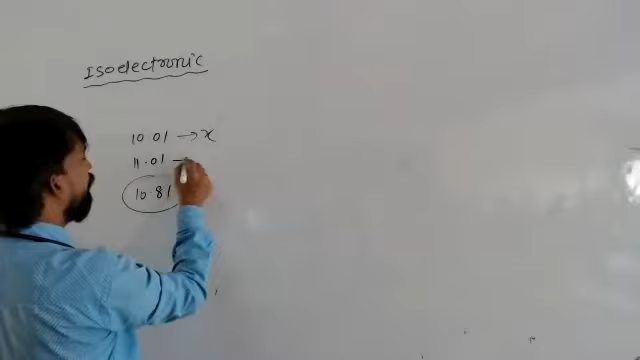 Isoelectronic
10.01 → x
11.01 →
10.81